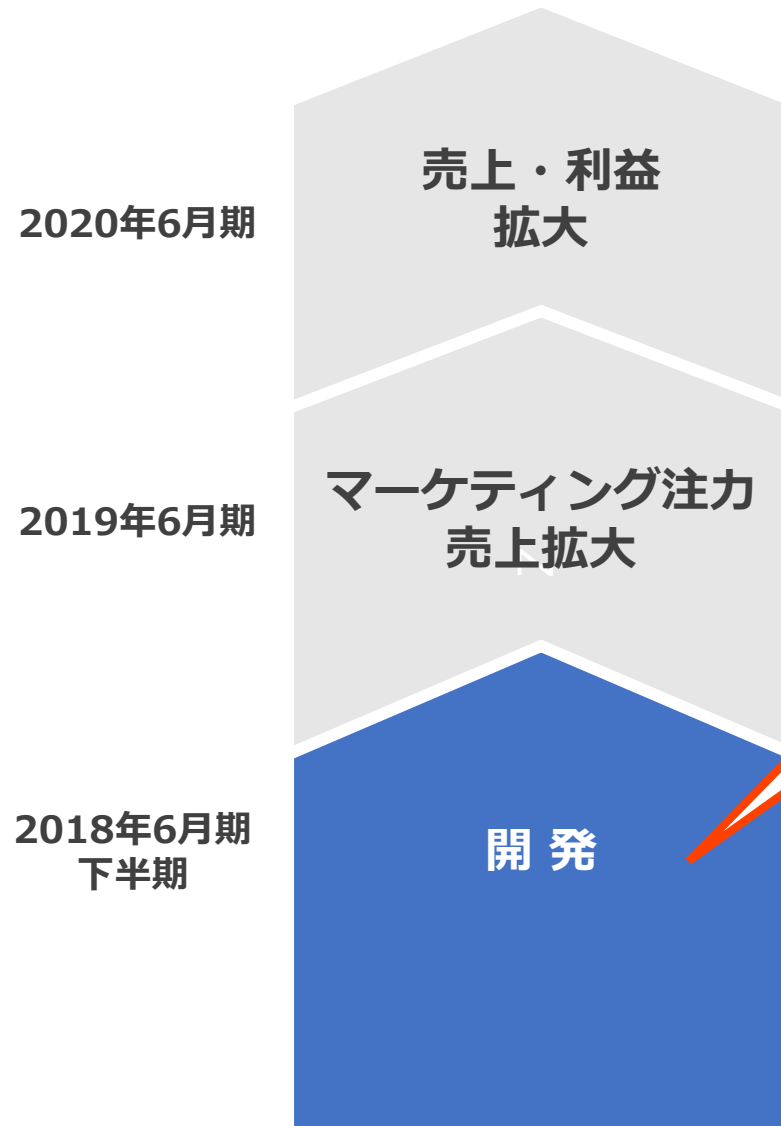 売上・利益
拡大
2020年6月期
マーケティング注力
売上拡大
2019年6月期
2018年6月期
下半期
開 発